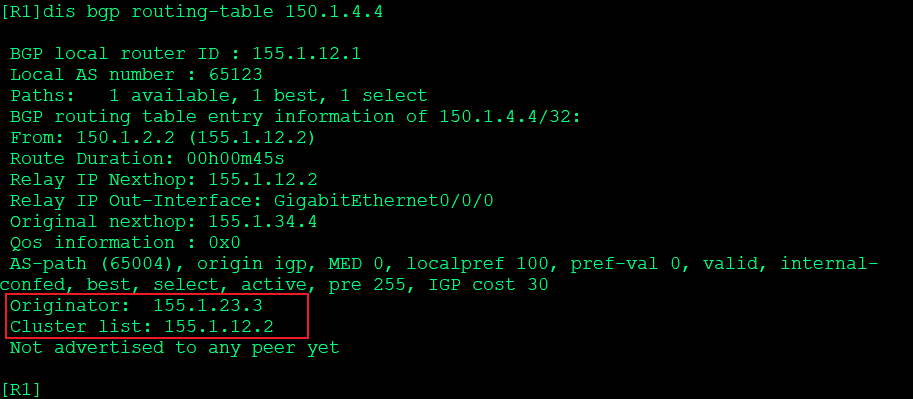 [R1]dis bgp routing-table 150.1.4.4
BGP local router ID : 155.1.12.1
Local AS number : 65123
Paths:   1 available, 1 best, 1 select
BGP routing table entry information of 150.1.4.4/32:
From: 150.1.2.2 (155.1.12.2)
Route Duration: 00h00m45s
Relay IP Nexthop: 155.1.12.2
Relay IP Out-Interface: GigabitEthernet0/0/0
Original nexthop: 155.1.34.4
Qos information : 0x0
AS-path (65004), origin igp, MED 0, localpref 100, pref-val 0, valid, internal-
confed, best, select, active, pre 255, IGP cost 30
Originator:  155.1.23.3
Cluster list: 155.1.12.2
Not advertised to any peer yet
[R1]